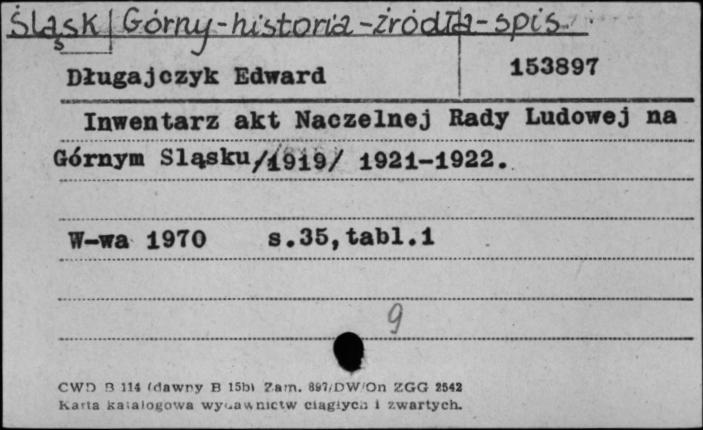 Śląsk Górny-historia-źródła-spis.
S
Długajczyk Edward 153897
Inwentarz akt Naczelnej Rady Ludowej na
Górnym Sląsku/1919/ 1921-1922.
W-wa 1970 s.35,tabl.1
9
CWD B 114 (dawny B 15b) Zam. 897/DW/On ZGG 2542
Karta katalogowa wydawnictw ciągłych i zwartych.